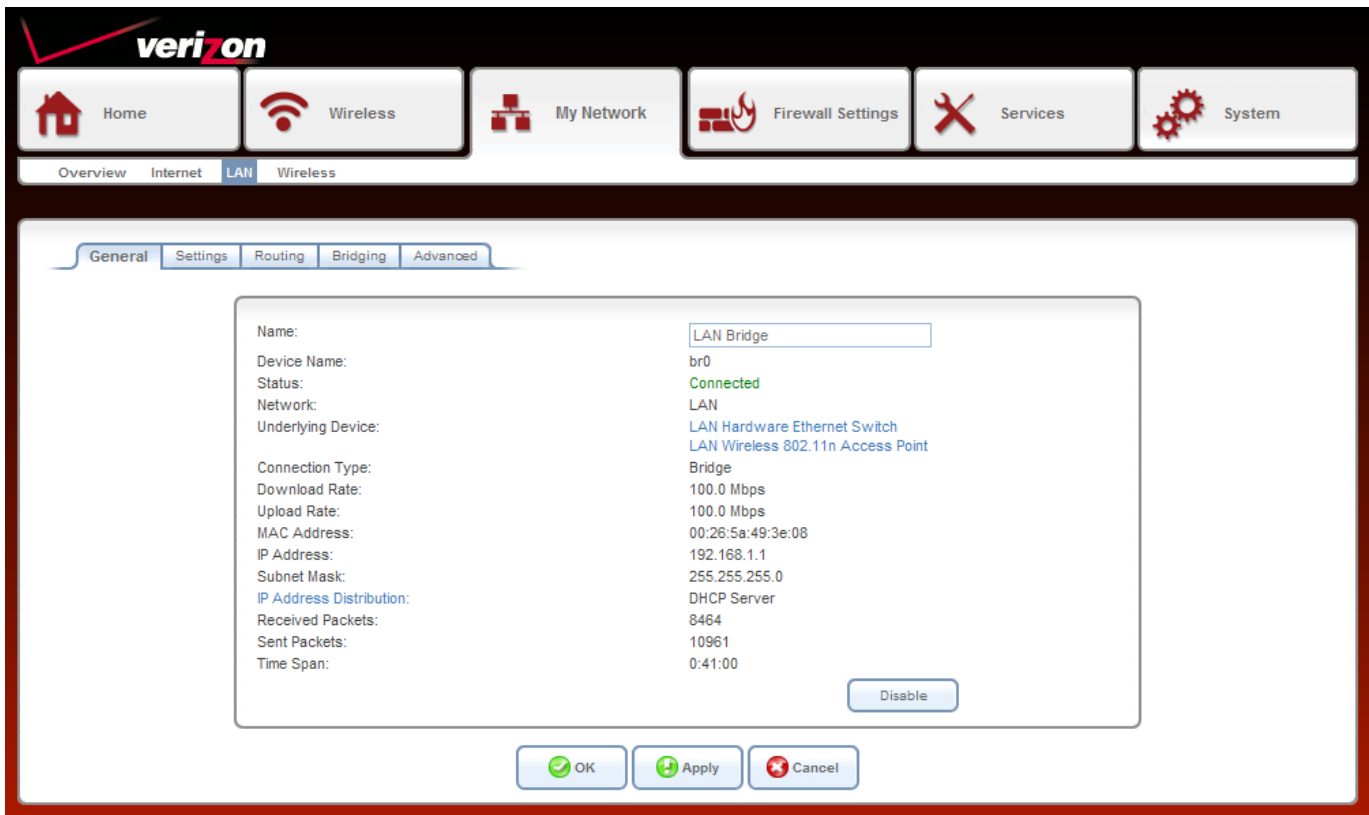 verizon
Home Wireless My Network Firewall Settings Services System
Overview Internet LAN Wireless
General Settings Routing Bridging Advanced
Name: LAN Bridge
Device Name: br0
Status: Connected
Network: LAN
Underlying Device: LAN Hardware Ethernet Switch
LAN Wireless 802.11n Access Point
Connection Type: Bridge
Download Rate: 100.0 Mbps
Upload Rate: 100.0 Mbps
MAC Address: 00:26:5a:49:3e:08
IP Address: 192.168.1.1
Subnet Mask: 255.255.255.0
IP Address Distribution: DHCP Server
Received Packets: 8464
Sent Packets: 10961
Time Span: 0:41:00
Disable
OK Apply Cancel